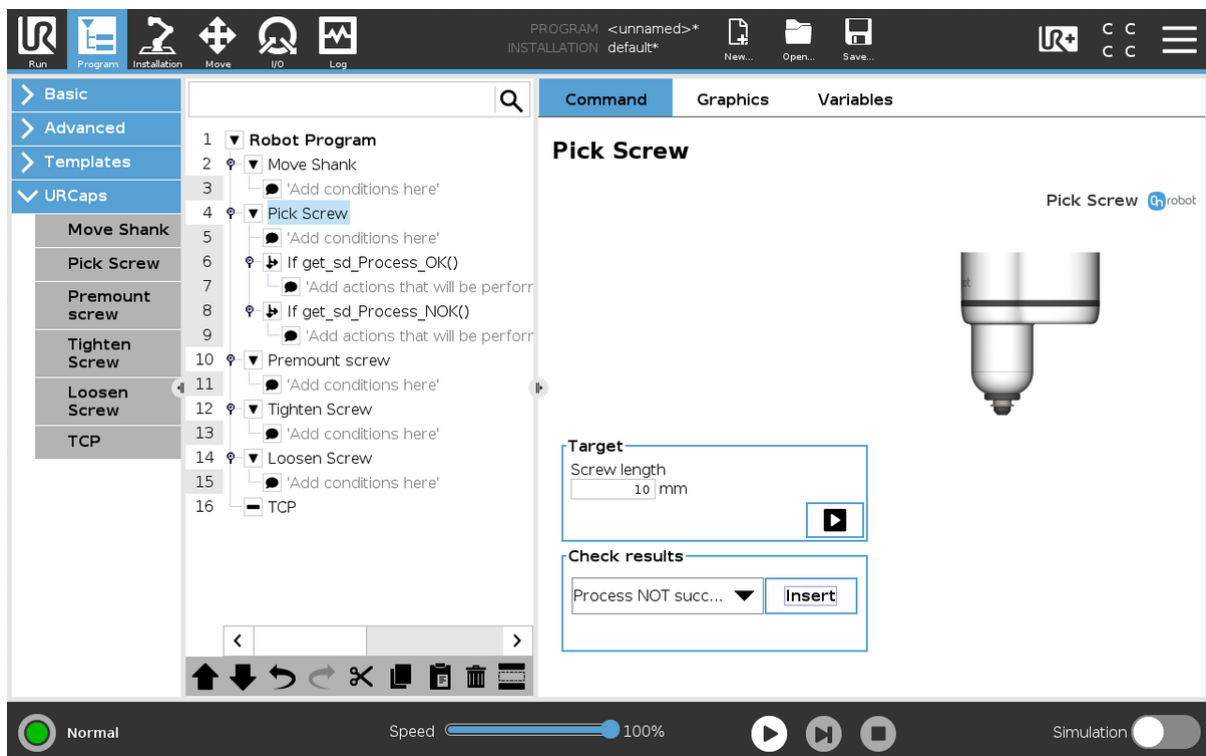 PROGRAM <unnamed>*
INSTALLATION default*
Run Program Installation Move I/O Log New... Open... Save...
UR UR+ C C
C C
Basic
Advanced
Templates
URCaps
Move Shank
Pick Screw
Premount
screw
Tighten
Screw
Loosen
Screw
TCP
1 Robot Program
2 Move Shank
3 'Add conditions here'
4 Pick Screw
5 'Add conditions here'
6 If get_sd_Process_OK()
7 'Add actions that will be perforr
8 If get_sd_Process_NOK()
9 'Add actions that will be perforr
10 Premount screw
11 'Add conditions here'
12 Tighten Screw
13 'Add conditions here'
14 Loosen Screw
15 'Add conditions here'
16 TCP
Command Graphics Variables
Pick Screw
Pick Screw OnRobot
Target
Screw length
10 mm
Check results
Process NOT succ... Insert
Normal Speed 100% Simulation